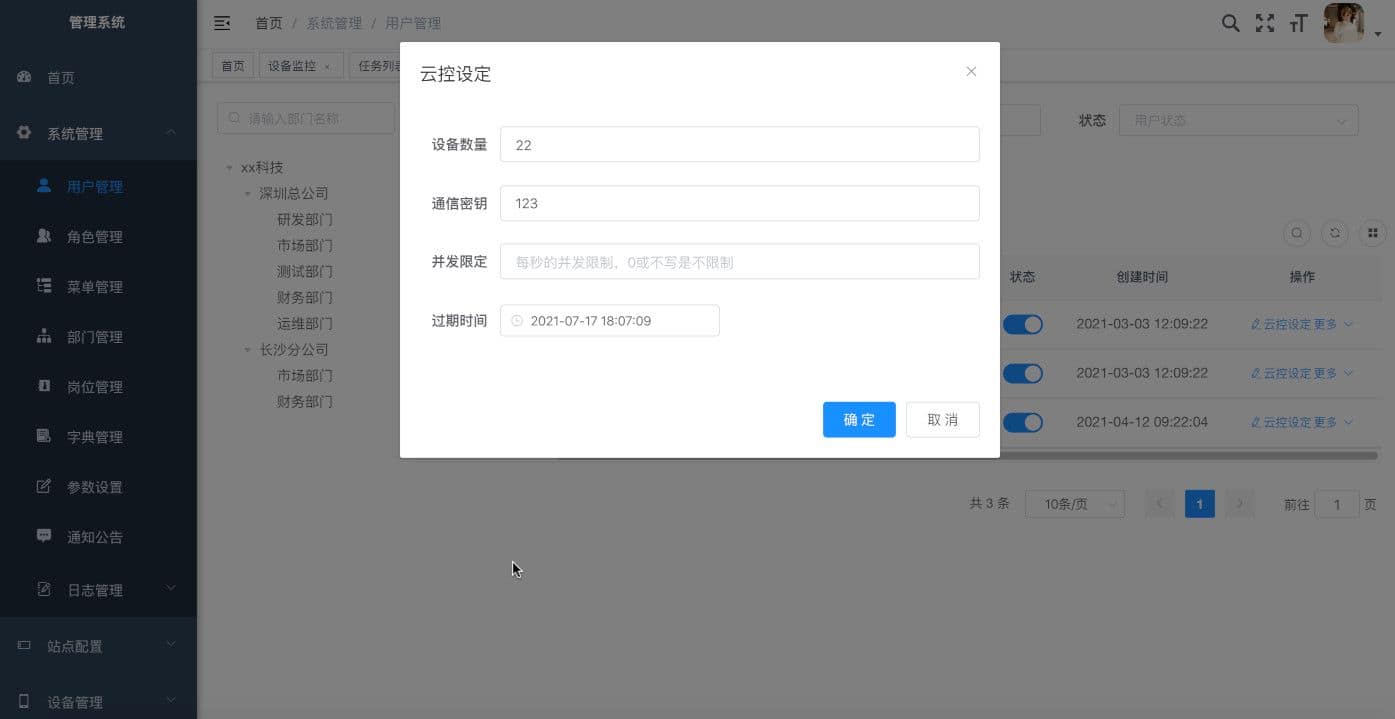 管理系统
首页
系统管理
用户管理
角色管理
菜单管理
部门管理
岗位管理
字典管理
参数设置
通知公告
日志管理
站点配置
设备管理
首页 / 系统管理 / 用户管理
首页
设备监控 ×
任务列表
请输入部门名称
xx科技
深圳总公司
研发部门
市场部门
测试部门
财务部门
运维部门
长沙分公司
市场部门
财务部门
云控设定
设备数量 22
通信密钥 123
并发限定 每秒的并发限制，0或不写是不限制
过期时间 2021-07-17 18:07:09
确 定
取 消
状态 用户状态
状态 创建时间 操作
2021-03-03 12:09:22 云控设定 更多
2021-03-03 12:09:22 云控设定 更多
2021-04-12 09:22:04 云控设定 更多
共 3 条 10条/页 1 前往 1 页